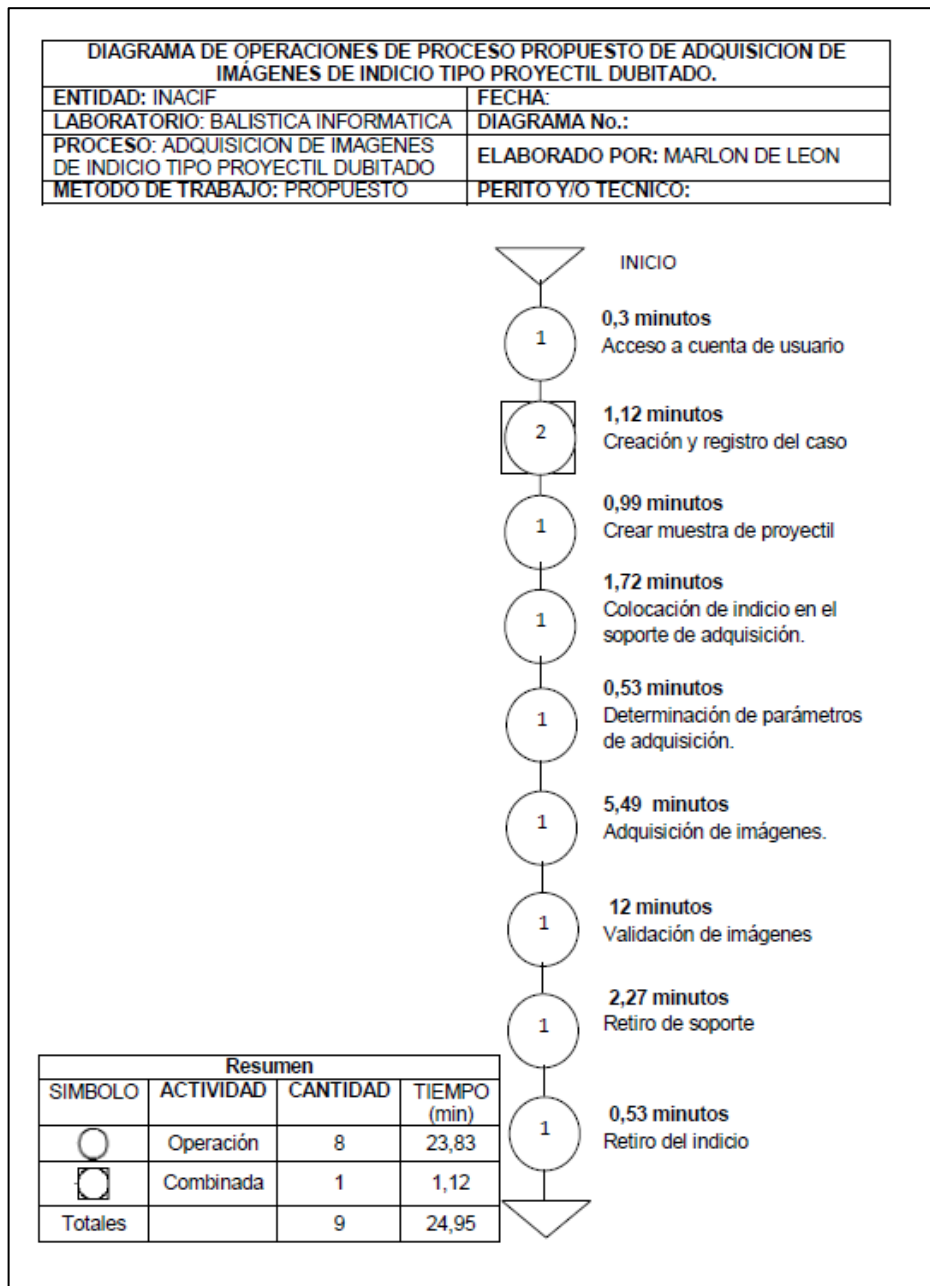 DIAGRAMA DE OPERACIONES DE PROCESO PROPUESTO DE ADQUISICION DE
IMÁGENES DE INDICIO TIPO PROYECTIL DUBITADO.
ENTIDAD: INACIF
FECHA:
LABORATORIO: BALISTICA INFORMATICA
DIAGRAMA No.:
PROCESO: ADQUISICION DE IMAGENES
DE INDICIO TIPO PROYECTIL DUBITADO
ELABORADO POR: MARLON DE LEON
METODO DE TRABAJO: PROPUESTO
PERITO Y/O TECNICO:
INICIO
1
0,3 minutos
Acceso a cuenta de usuario
2
1,12 minutos
Creación y registro del caso
1
0,99 minutos
Crear muestra de proyectil
1
1,72 minutos
Colocación de indicio en el
soporte de adquisición.
1
0,53 minutos
Determinación de parámetros
de adquisición.
1
5,49 minutos
Adquisición de imágenes.
1
12 minutos
Validación de imágenes
1
2,27 minutos
Retiro de soporte
1
0,53 minutos
Retiro del indicio
Resumen
SIMBOLO ACTIVIDAD CANTIDAD TIEMPO
(min)
Operación 8 23,83
Combinada 1 1,12
Totales 9 24,95